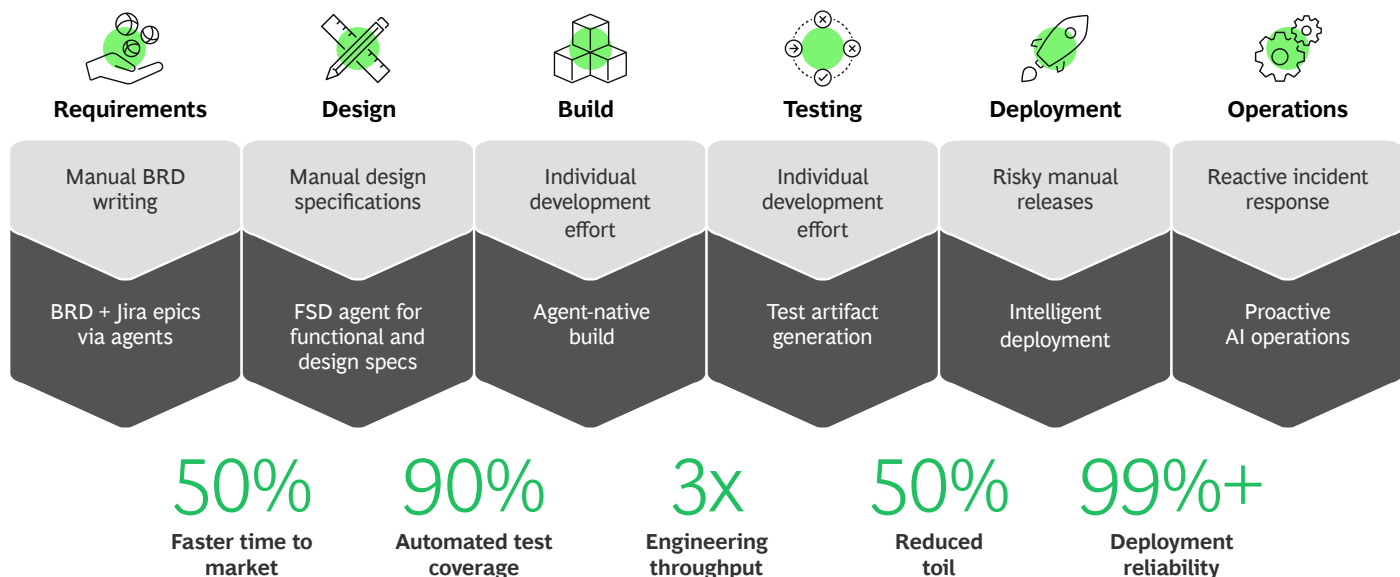 Requirements
Design
Build
Testing
Deployment
Operations
Manual BRD
writing
Manual design
specifications
Individual
development
effort
Individual
development
effort
Risky manual
releases
Reactive incident
response
BRD + Jira epics
via agents
FSD agent for
functional and
design specs
Agent-native
build
Test artifact
generation
Intelligent
deployment
Proactive
AI operations
50%
Faster time to
market
90%
Automated test
coverage
3x
Engineering
throughput
50%
Reduced
toil
99%+
Deployment
reliability